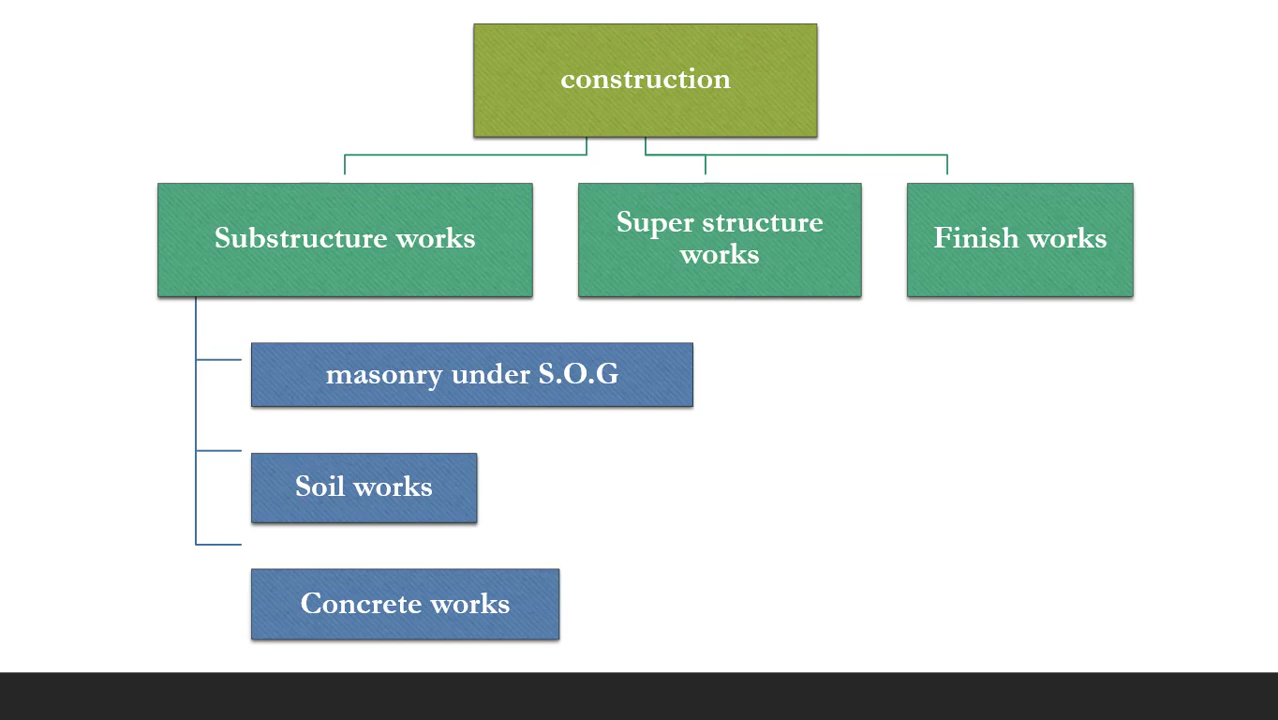 construction
Substructure works
Super structure
works
Finish works
masonry under S.O.G
Soil works
Concrete works